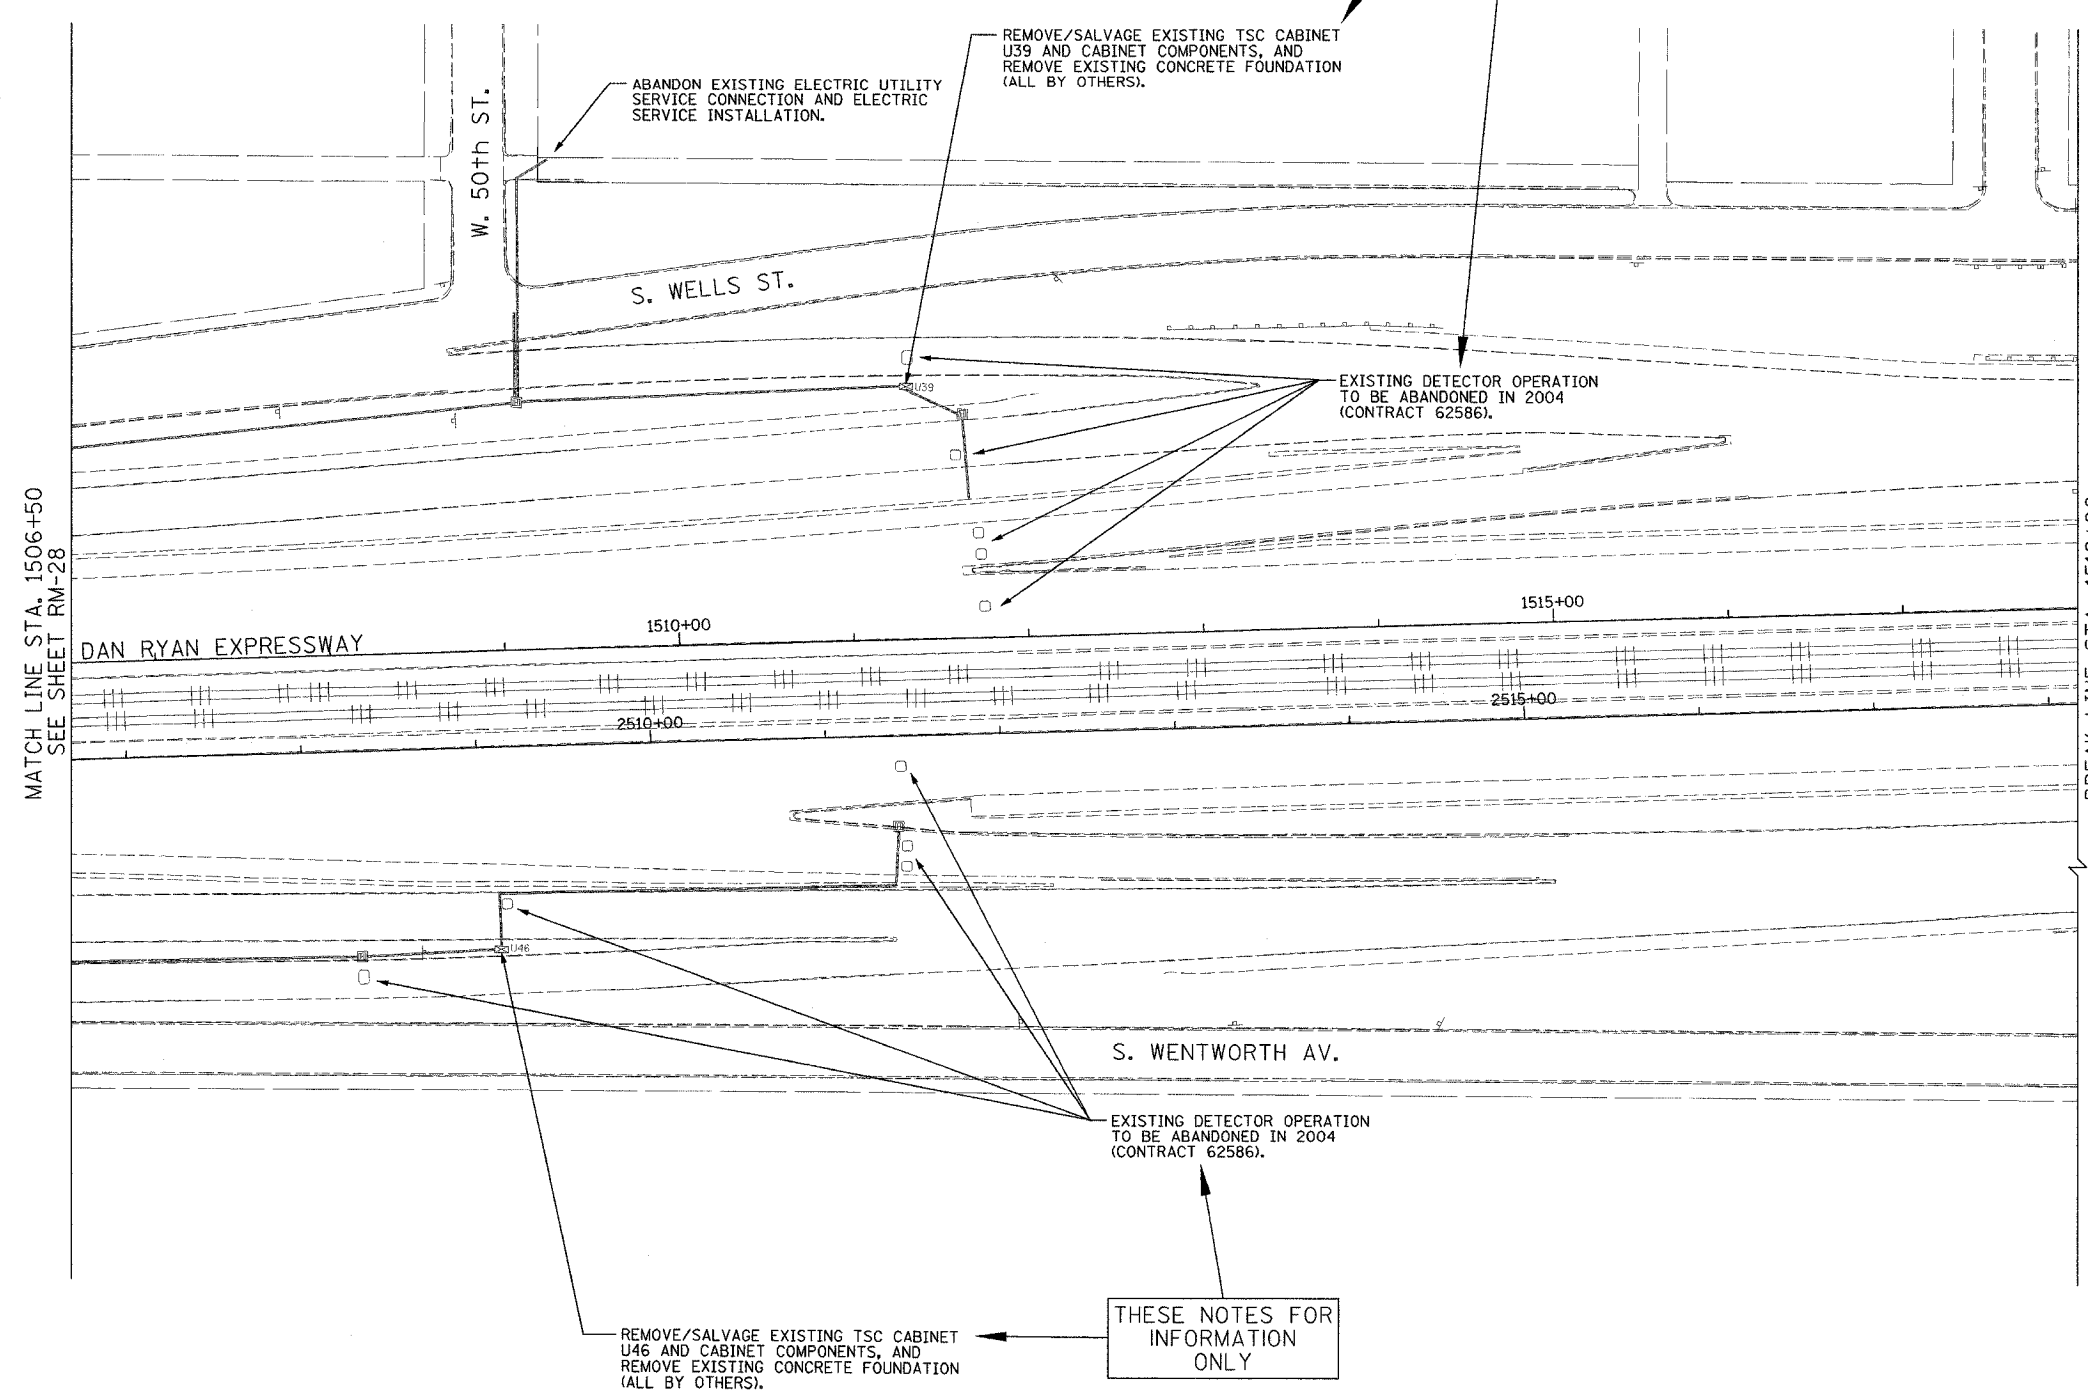 REMOVE/SALVAGE EXISTING TSC CABINET
U39 AND CABINET COMPONENTS, AND
REMOVE EXISTING CONCRETE FOUNDATION
(ALL BY OTHERS).
ABANDON EXISTING ELECTRIC UTILITY
SERVICE CONNECTION AND ELECTRIC
SERVICE INSTALLATION.
W. 50th ST.
S. WELLS ST.
U39
EXISTING DETECTOR OPERATION
TO BE ABANDONED IN 2004
(CONTRACT 62586).
MATCH LINE STA. 1506+50
SEE SHEET RM-28
DAN RYAN EXPRESSWAY
1510+00
1515+00
2510+00
2515+00
U46
S. WENTWORTH AV.
EXISTING DETECTOR OPERATION
TO BE ABANDONED IN 2004
(CONTRACT 62586).
THESE NOTES FOR
INFORMATION
ONLY
REMOVE/SALVAGE EXISTING TSC CABINET
U46 AND CABINET COMPONENTS, AND
REMOVE EXISTING CONCRETE FOUNDATION
(ALL BY OTHERS).